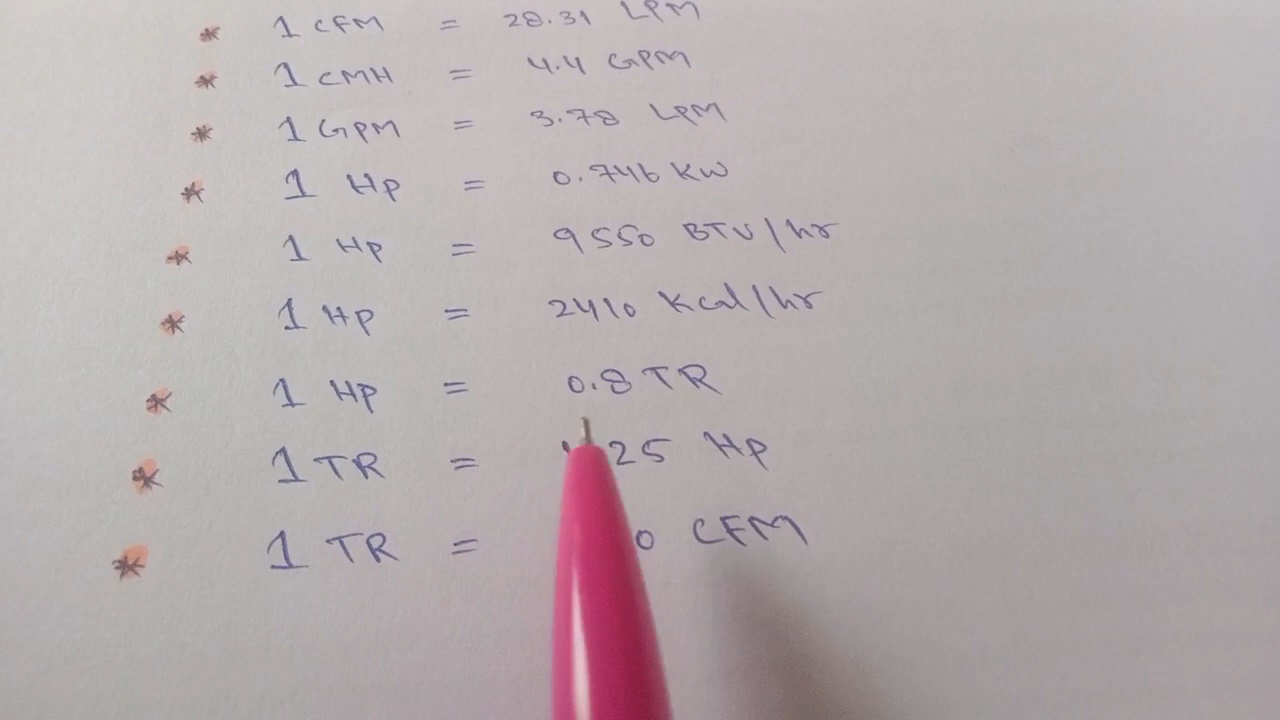 * 1 CFM = 28.31 LPM
* 1 CMH = 4.4 GPM
* 1 GPM = 3.78 LPM
* 1 Hp = 0.746 KW
* 1 Hp = 9550 BTU/hr
* 1 Hp = 2410 Kcal/hr
* 1 Hp = 0.8 TR
* 1 TR = 25 Hp
* 1 TR = 0 CFM